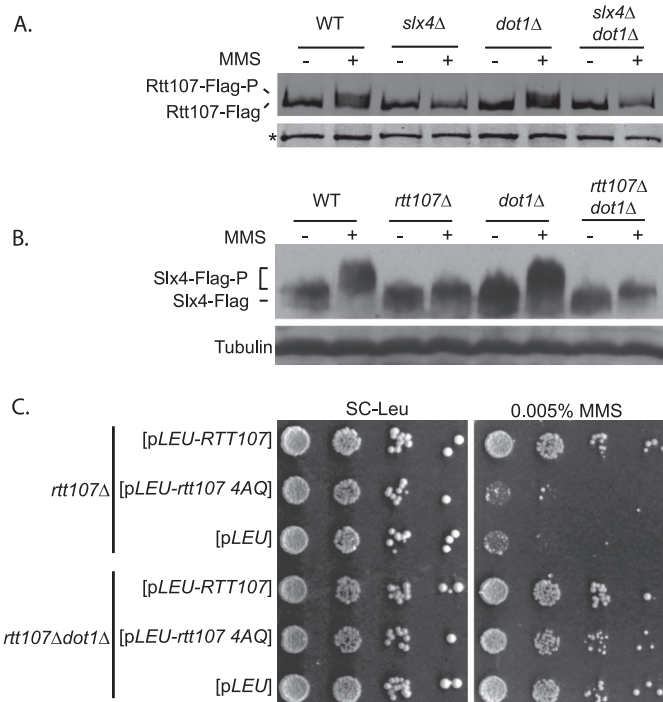 A.
WT slx4Δ dot1Δ slx4Δ dot1Δ
MMS - + - + - + - +
Rtt107-Flag-P
Rtt107-Flag
*
B.
WT rtt107Δ dot1Δ rtt107Δ dot1Δ
MMS - + - + - + - +
Slx4-Flag-P
Slx4-Flag
Tubulin
C.
SC-Leu 0.005% MMS
rtt107Δ
[pLEU-RTT107]
[pLEU-rtt107 4AQ]
[pLEU]
rtt107Δdot1Δ
[pLEU-RTT107]
[pLEU-rtt107 4AQ]
[pLEU]